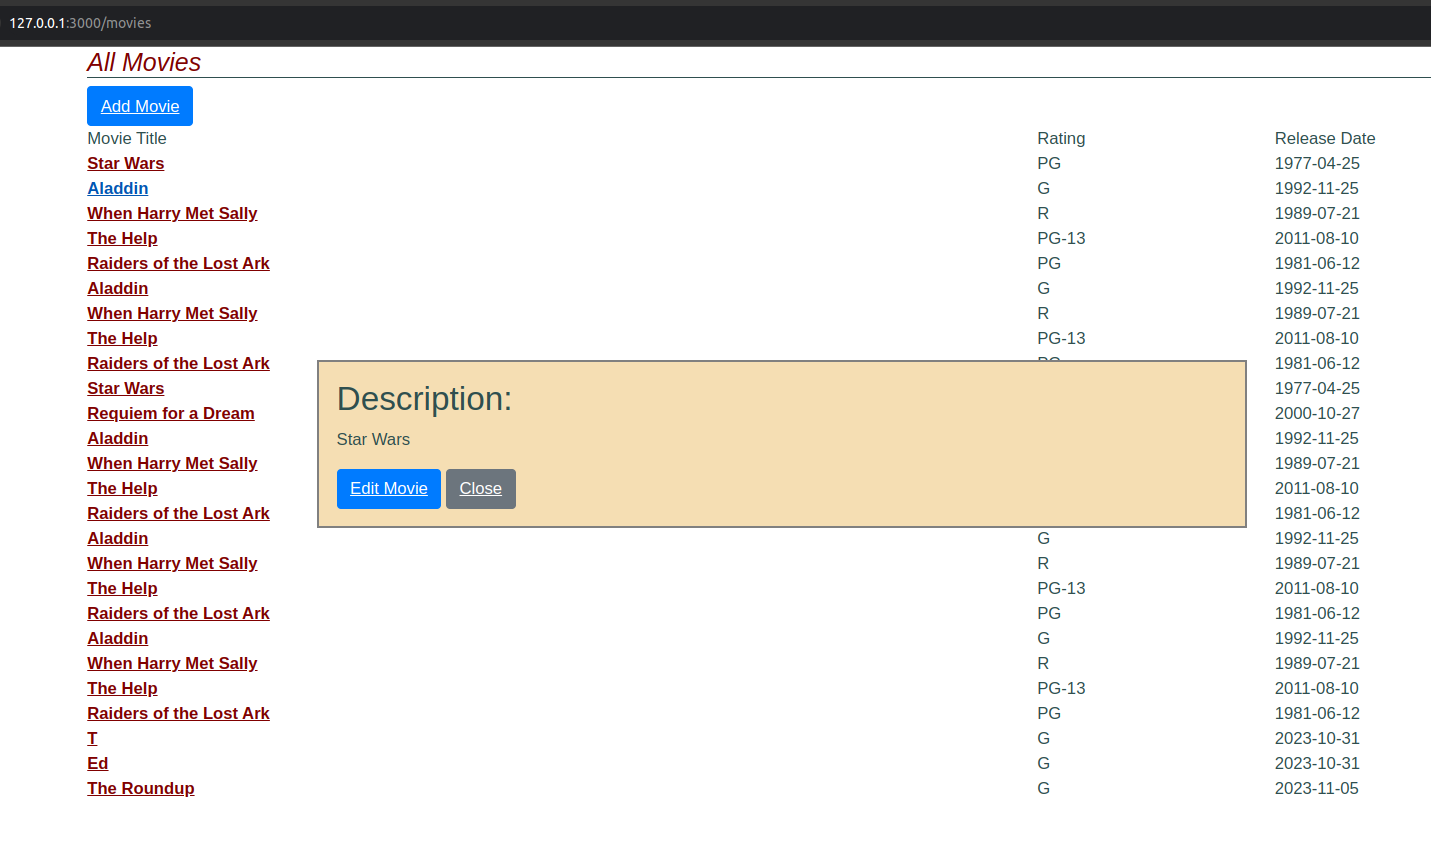 127.0.0.1:3000/movies
All Movies
Add Movie
Movie Title Rating Release Date
Star Wars PG 1977-04-25
Aladdin G 1992-11-25
When Harry Met Sally R 1989-07-21
The Help PG-13 2011-08-10
Raiders of the Lost Ark PG 1981-06-12
Aladdin G 1992-11-25
When Harry Met Sally R 1989-07-21
The Help PG-13 2011-08-10
Raiders of the Lost Ark 1981-06-12
Star Wars 1977-04-25
Requiem for a Dream 2000-10-27
Aladdin 1992-11-25
When Harry Met Sally 1989-07-21
The Help 2011-08-10
Raiders of the Lost Ark 1981-06-12
Description:
Star Wars
Edit Movie Close
Aladdin G 1992-11-25
When Harry Met Sally R 1989-07-21
The Help PG-13 2011-08-10
Raiders of the Lost Ark PG 1981-06-12
Aladdin G 1992-11-25
When Harry Met Sally R 1989-07-21
The Help PG-13 2011-08-10
Raiders of the Lost Ark PG 1981-06-12
T G 2023-10-31
Ed G 2023-10-31
The Roundup G 2023-11-05